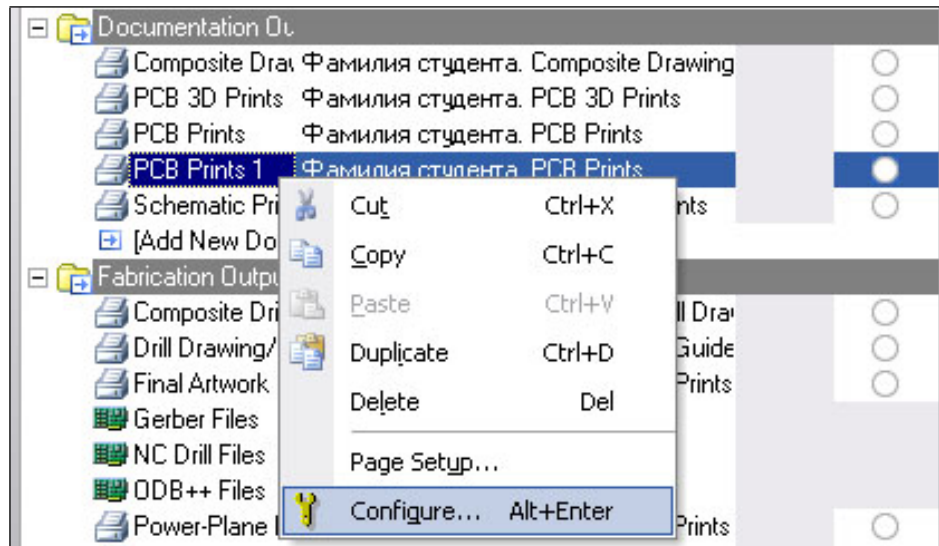 Documentation Ou
Composite Drav Фамилия студента. Composite Drawing
PCB 3D Prints Фамилия студента. PCB 3D Prints
PCB Prints Фамилия студента. PCB Prints
PCB Prints 1 Фамилия студента. PCB Prints
Schematic Pri nts
Cut Ctrl+X
[Add New Do
Copy Ctrl+C
Fabrication Outpu
Paste Ctrl+V
Composite Dri ll Dra
Drill Drawing/ Guide
Duplicate Ctrl+D
Final Artwork Prints
Delete Del
Gerber Files
NC Drill Files
Page Setup...
ODB++ Files
Configure... Alt+Enter
Power-Plane Prints